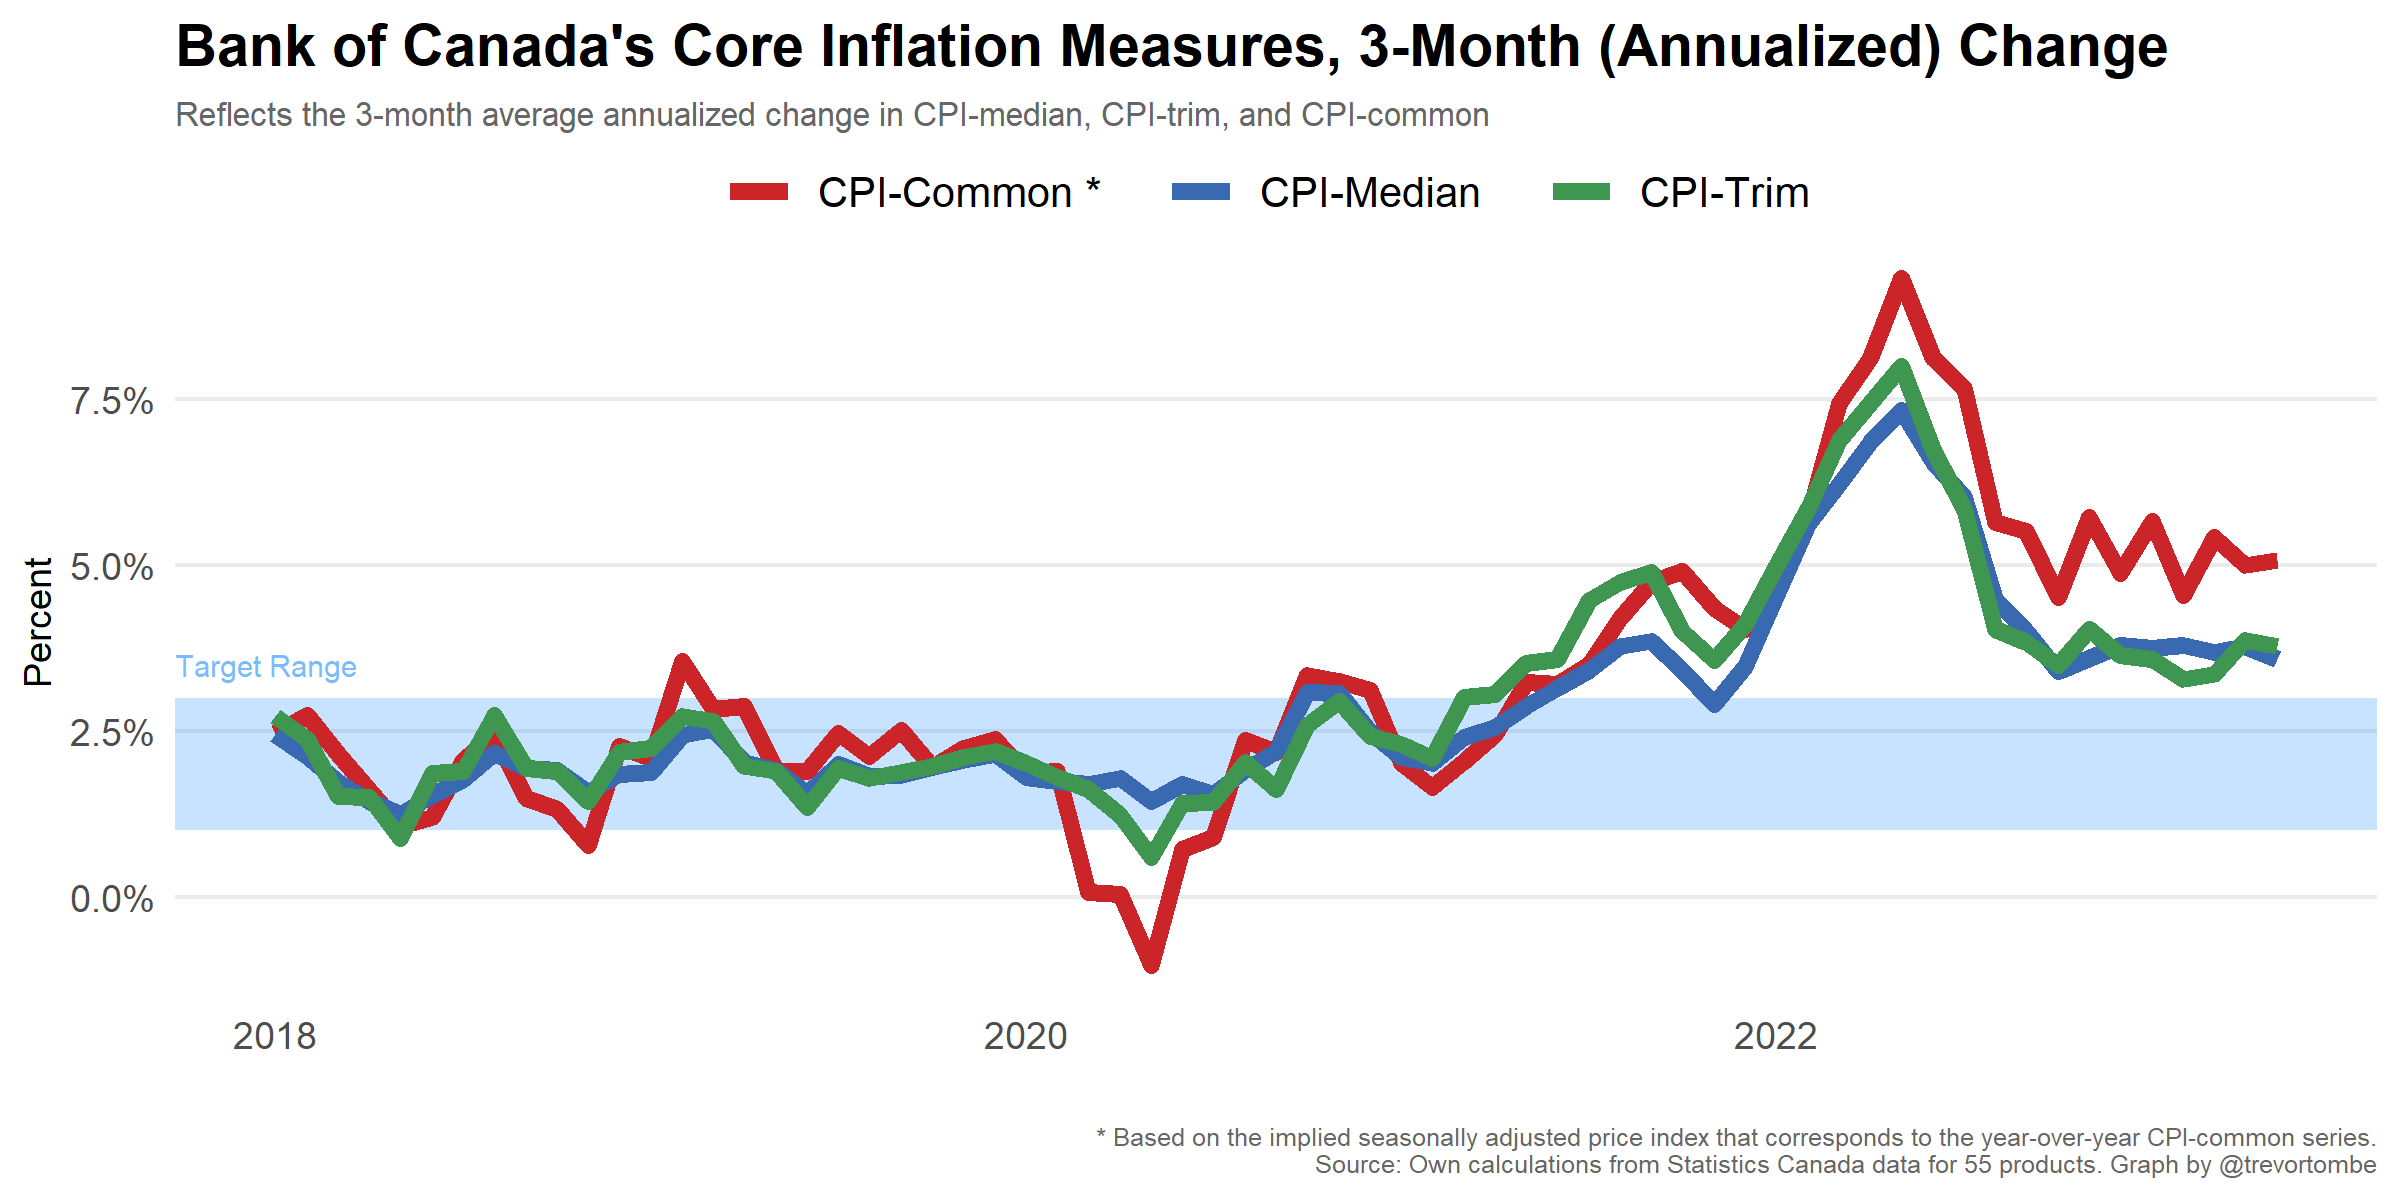 Bank of Canada's Core Inflation Measures, 3-Month (Annualized) Change
Reflects the 3-month average annualized change in CPI-median, CPI-trim, and CPI-common
CPI-Common * CPI-Median CPI-Trim
7.5%
5.0%
Percent
Target Range
2.5%
0.0%
2018 2020 2022
* Based on the implied seasonally adjusted price index that corresponds to the year-over-year CPI-common series.
Source: Own calculations from Statistics Canada data for 55 products. Graph by @trevortombe